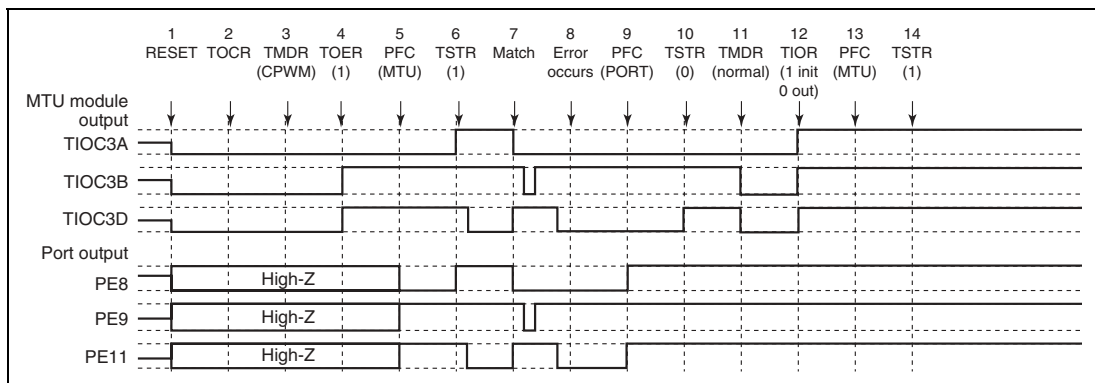 1 2 3 4 5 6 7 8 9 10 11 12 13 14
RESET TOCR TMDR TOER PFC TSTR Match Error PFC TSTR TMDR TIOR PFC TSTR
(CPWM) (1) (MTU) (1) occurs (PORT) (0) (normal) (1 init (MTU) (1)
0 out)
MTU module
output
TIOC3A
TIOC3B
TIOC3D
Port output
PE8 High-Z
PE9 High-Z
PE11 High-Z